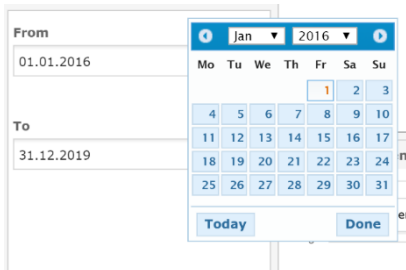 From
01.01.2016
To
31.12.2019
Jan 2016
Mo Tu We Th Fr Sa Su
1 2 3
4 5 6 7 8 9 10
11 12 13 14 15 16 17
18 19 20 21 22 23 24
25 26 27 28 29 30 31
Today Done